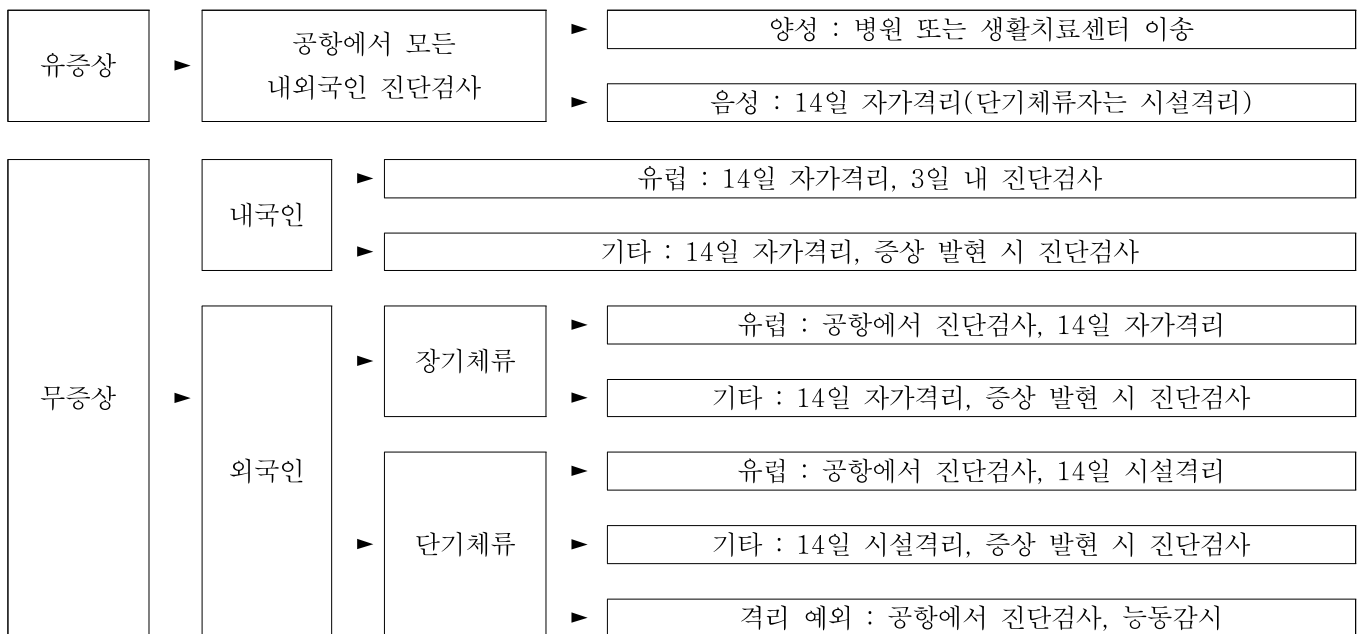 유증상
►
공항에서 모든
내외국인 진단검사
►
양성 : 병원 또는 생활치료센터 이송
►
음성 : 14일 자가격리(단기체류자는 시설격리)
무증상
►
내국인
►
유럽 : 14일 자가격리, 3일 내 진단검사
►
기타 : 14일 자가격리, 증상 발현 시 진단검사
외국인
►
장기체류
►
유럽 : 공항에서 진단검사, 14일 자가격리
►
기타 : 14일 자가격리, 증상 발현 시 진단검사
►
단기체류
►
유럽 : 공항에서 진단검사, 14일 시설격리
►
기타 : 14일 시설격리, 증상 발현 시 진단검사
►
격리 예외 : 공항에서 진단검사, 능동감시